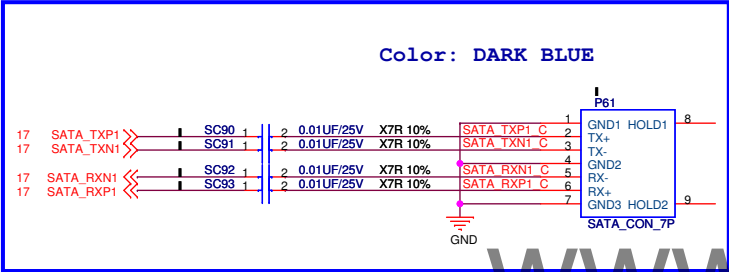 Color: DARK BLUE
P61
17 SATA_TXP1 SC90 1 2 0.01UF/25V X7R 10% SATA_TXP1_C 1 GND1 HOLD1 8
17 SATA_TXN1 SC91 1 2 0.01UF/25V X7R 10% SATA_TXN1_C 2 TX+
3 TX-
4 GND2
17 SATA_RXN1 SC92 1 2 0.01UF/25V X7R 10% SATA_RXN1_C 5 RX-
17 SATA_RXP1 SC93 1 2 0.01UF/25V X7R 10% SATA_RXP1_C 6 RX+
7 GND3 HOLD2 9
SATA_CON_7P
GND